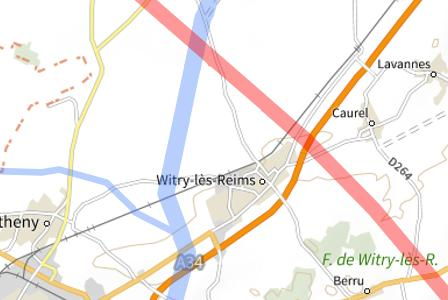 Lavannes
Caurel
D264
Witry-lès-Reims
theny
A34
F. de Witry-lès-R.
Berru